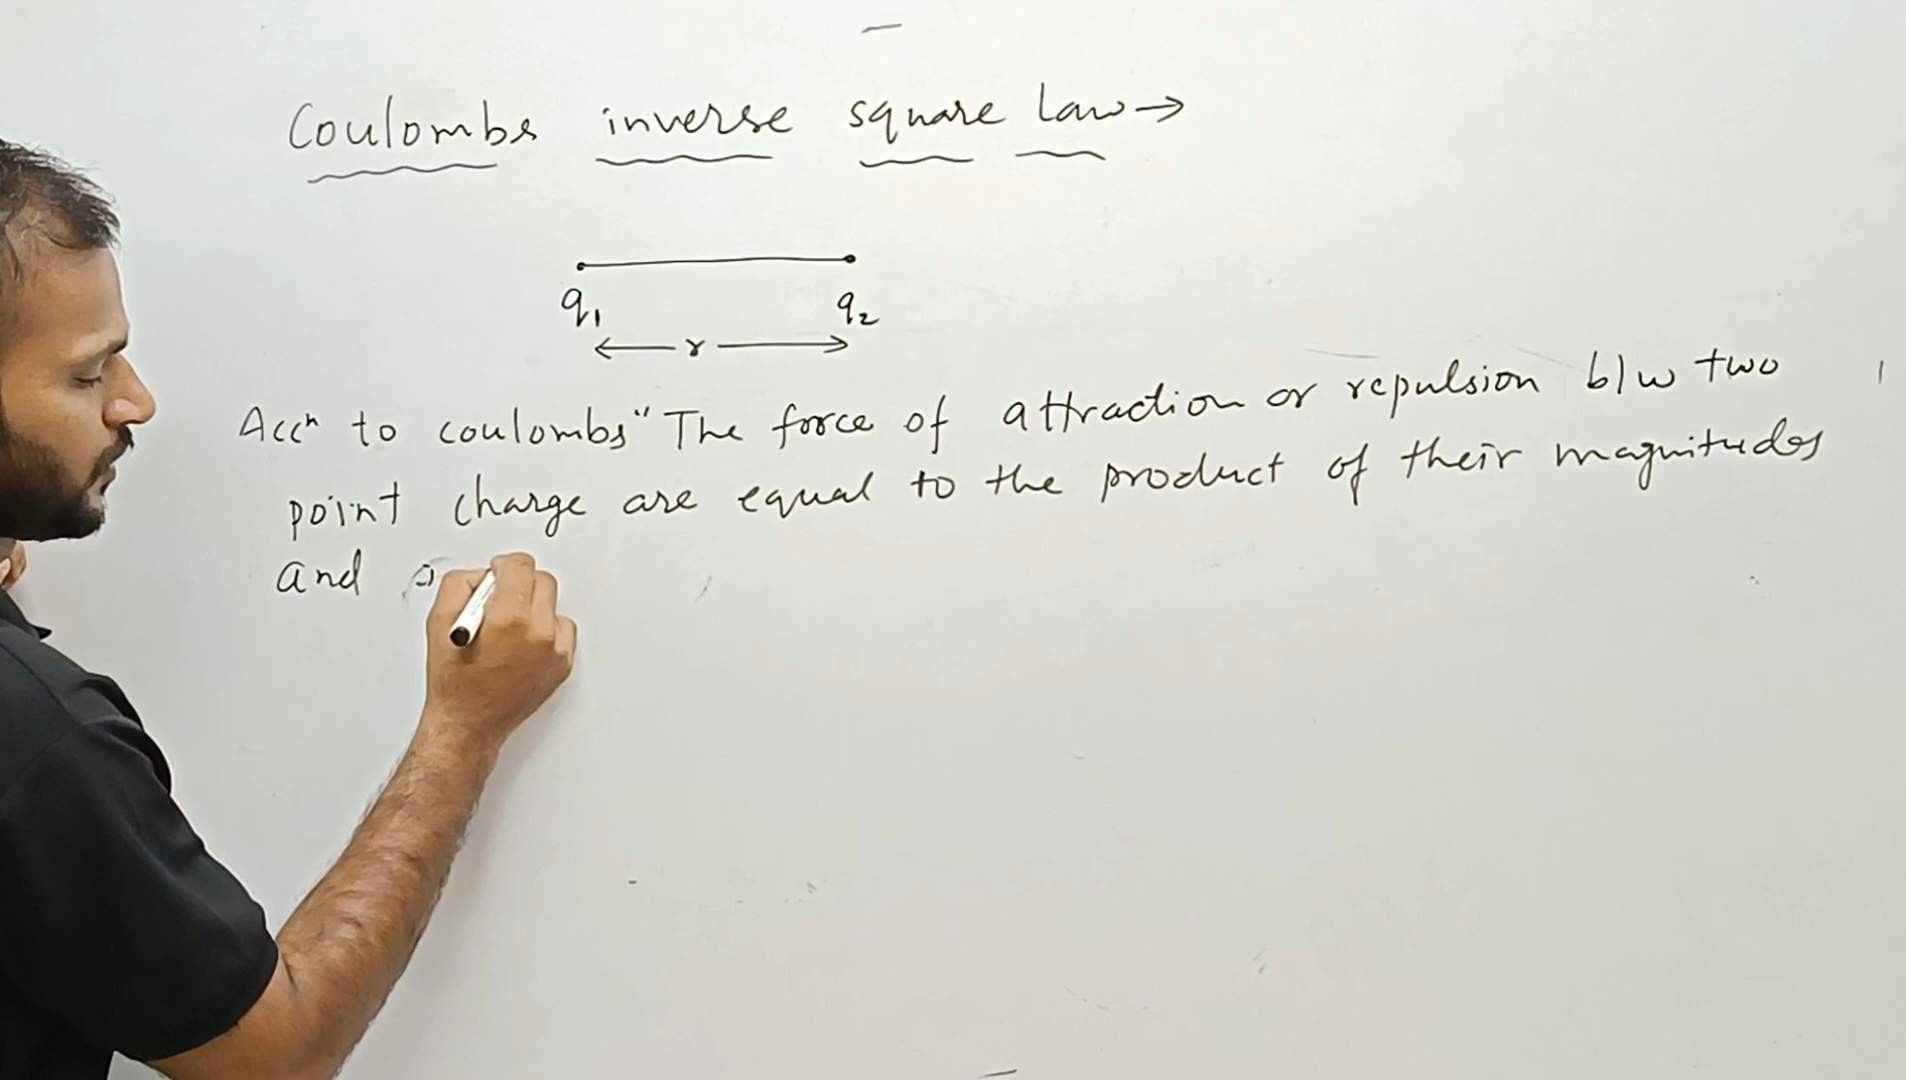 Coulombs inverse square Law →
q₁ q₂
← r →
Accⁿ to coulombs "The force of attraction or repulsion b/w two
point charge are equal to the product of their magnitudes
and